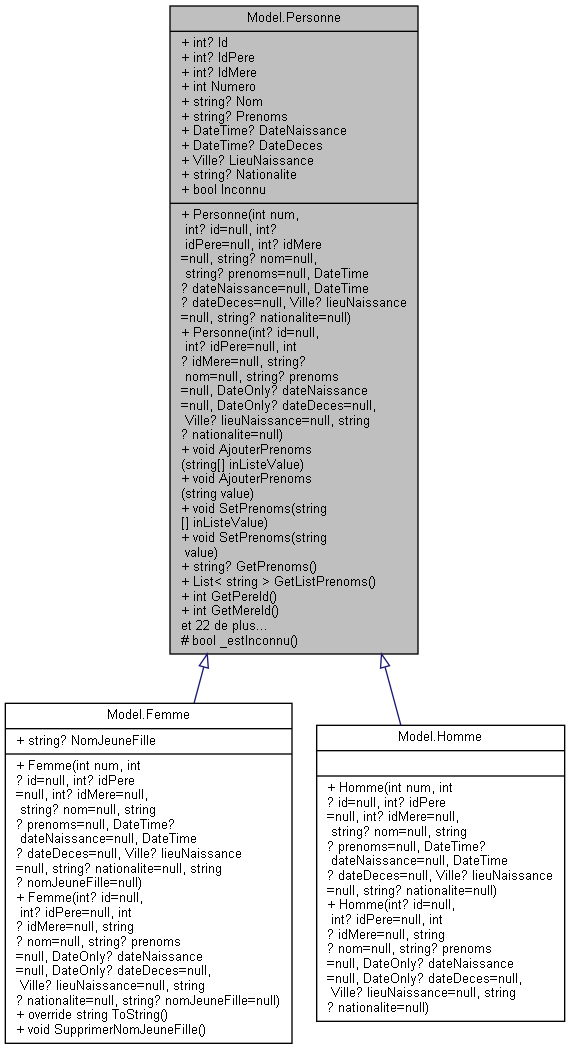 Model.Personne
+ int? Id
+ int? IdPere
+ int? IdMere
+ int Numero
+ string? Nom
+ string? Prenoms
+ DateTime? DateNaissance
+ DateTime? DateDeces
+ Ville? LieuNaissance
+ string? Nationalite
+ bool Inconnu
+ Personne(int num,
int? id=null, int?
idPere=null, int? idMere
=null, string? nom=null,
string? prenoms=null, DateTime
? dateNaissance=null, DateTime
? dateDeces=null, Ville? lieuNaissance
=null, string? nationalite=null)
+ Personne(int? id=null,
int? idPere=null, int
? idMere=null, string?
nom=null, string? prenoms
=null, DateOnly? dateNaissance
=null, DateOnly? dateDeces=null,
Ville? lieuNaissance=null, string
? nationalite=null)
+ void AjouterPrenoms
(string[] inListeValue)
+ void AjouterPrenoms
(string value)
+ void SetPrenoms(string
[] inListeValue)
+ void SetPrenoms(string
value)
+ string? GetPrenoms()
+ List< string > GetListPrenoms()
+ int GetPereId()
+ int GetMereId()
et 22 de plus...
# bool _estInconnu()
Model.Femme
+ string? NomJeuneFille
+ Femme(int num, int
? id=null, int? idPere
=null, int? idMere=null,
string? nom=null, string
? prenoms=null, DateTime?
dateNaissance=null, DateTime
? dateDeces=null, Ville? lieuNaissance
=null, string? nationalite=null, string
? nomJeuneFille=null)
+ Femme(int? id=null,
int? idPere=null, int
? idMere=null, string
? nom=null, string? prenoms
=null, DateOnly? dateNaissance
=null, DateOnly? dateDeces=null,
Ville? lieuNaissance=null, string
? nationalite=null, string? nomJeuneFille=null)
+ override string ToString()
+ void SupprimerNomJeuneFille()
Model.Homme
+ Homme(int num, int
? id=null, int? idPere
=null, int? idMere=null,
string? nom=null, string
? prenoms=null, DateTime?
dateNaissance=null, DateTime
? dateDeces=null, Ville? lieuNaissance
=null, string? nationalite=null)
+ Homme(int? id=null,
int? idPere=null, int
? idMere=null, string
? nom=null, string? prenoms
=null, DateOnly? dateNaissance
=null, DateOnly? dateDeces=null,
Ville? lieuNaissance=null, string
? nationalite=null)